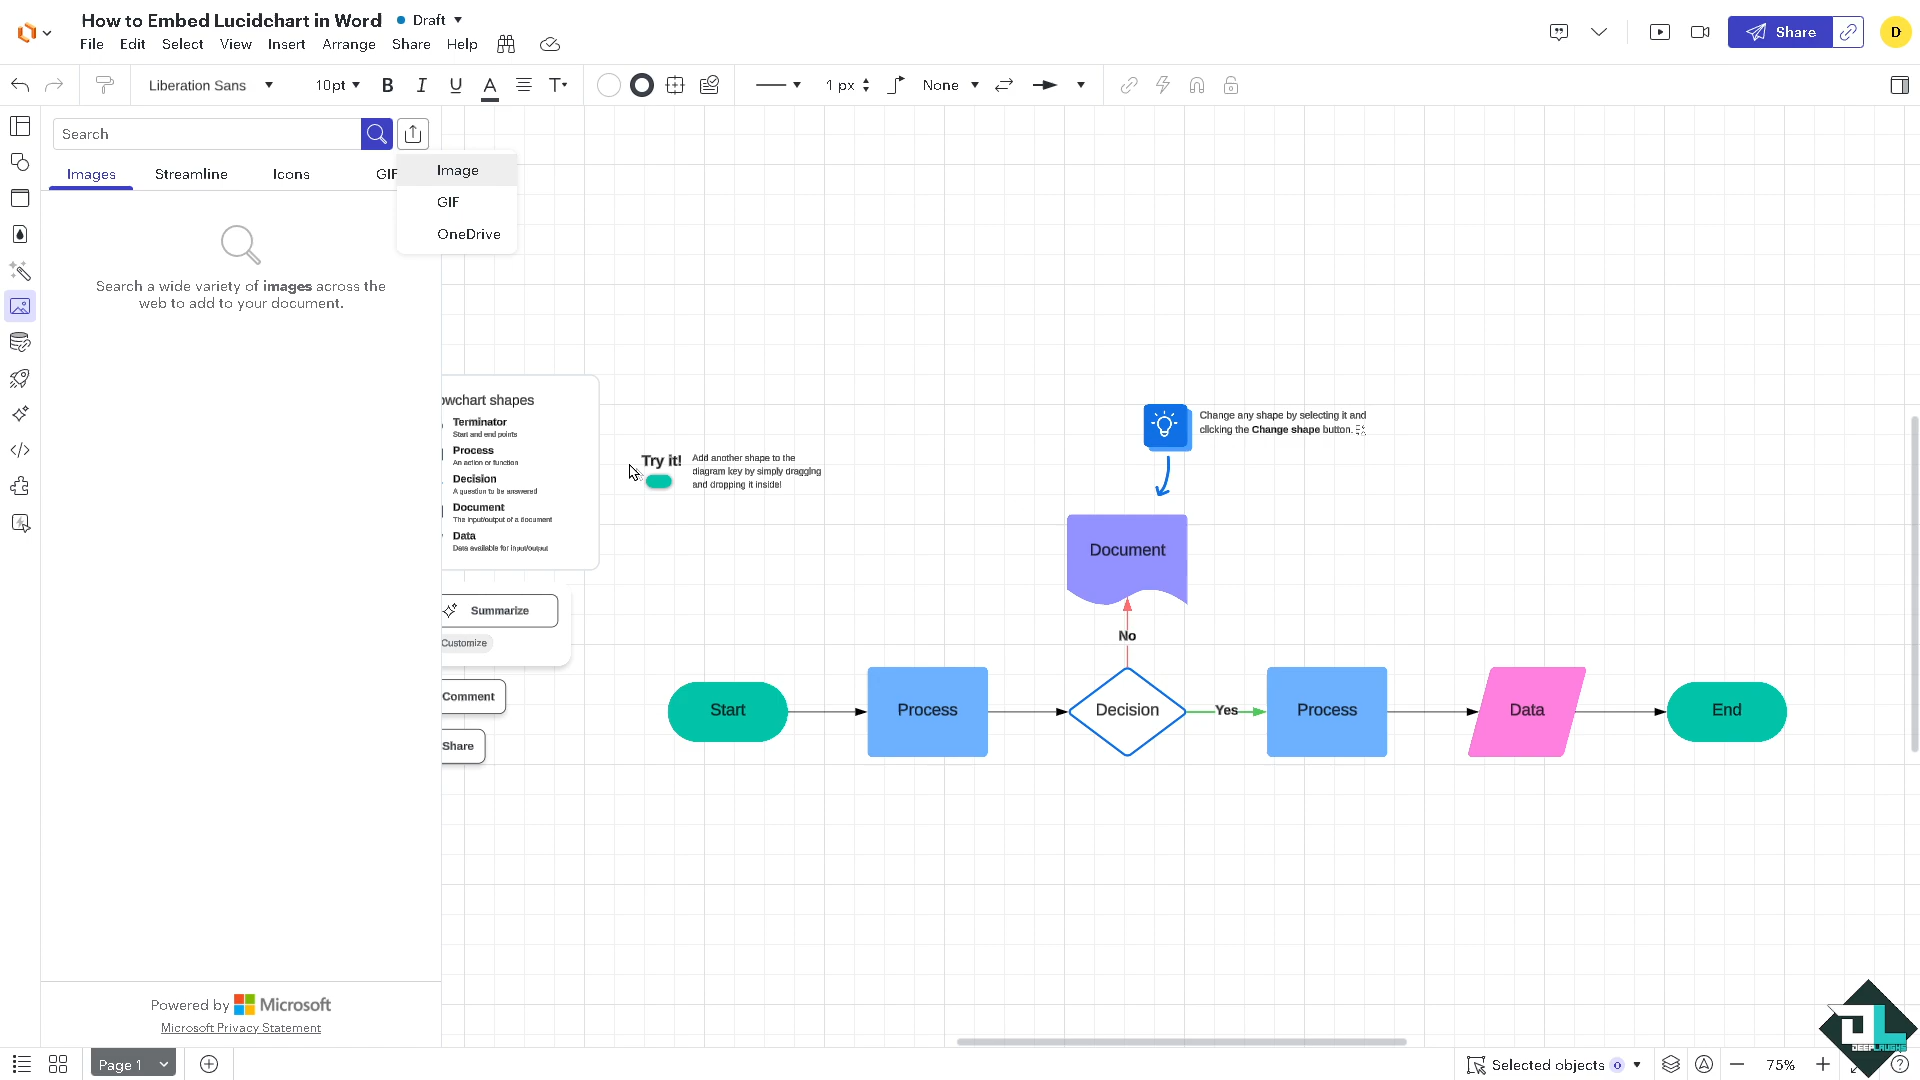 How to Embed Lucidchart in Word
Draft
File Edit Select View Insert Arrange Share Help
Share
D
Liberation Sans
10pt
B I U A T
1 px
None
Search
Images Streamline Icons GIF
Image
GIF
OneDrive
Search a wide variety of images across the
web to add to your document.
owchart shapes
Terminator
Start and end points
Process
An action or function
Decision
A question to be answered
Document
The input/output of a document
Data
Data available for input/output
Try it!
Add another shape to the
diagram key by simply dragging
and dropping it inside!
Change any shape by selecting it and
clicking the Change shape button.
Summarize
Customize
Comment
Share
Document
No
Start
Process
Decision
Yes
Process
Data
End
Powered by Microsoft
Microsoft Privacy Statement
Page 1
Selected objects 0
75%
DEEPLAUGHS